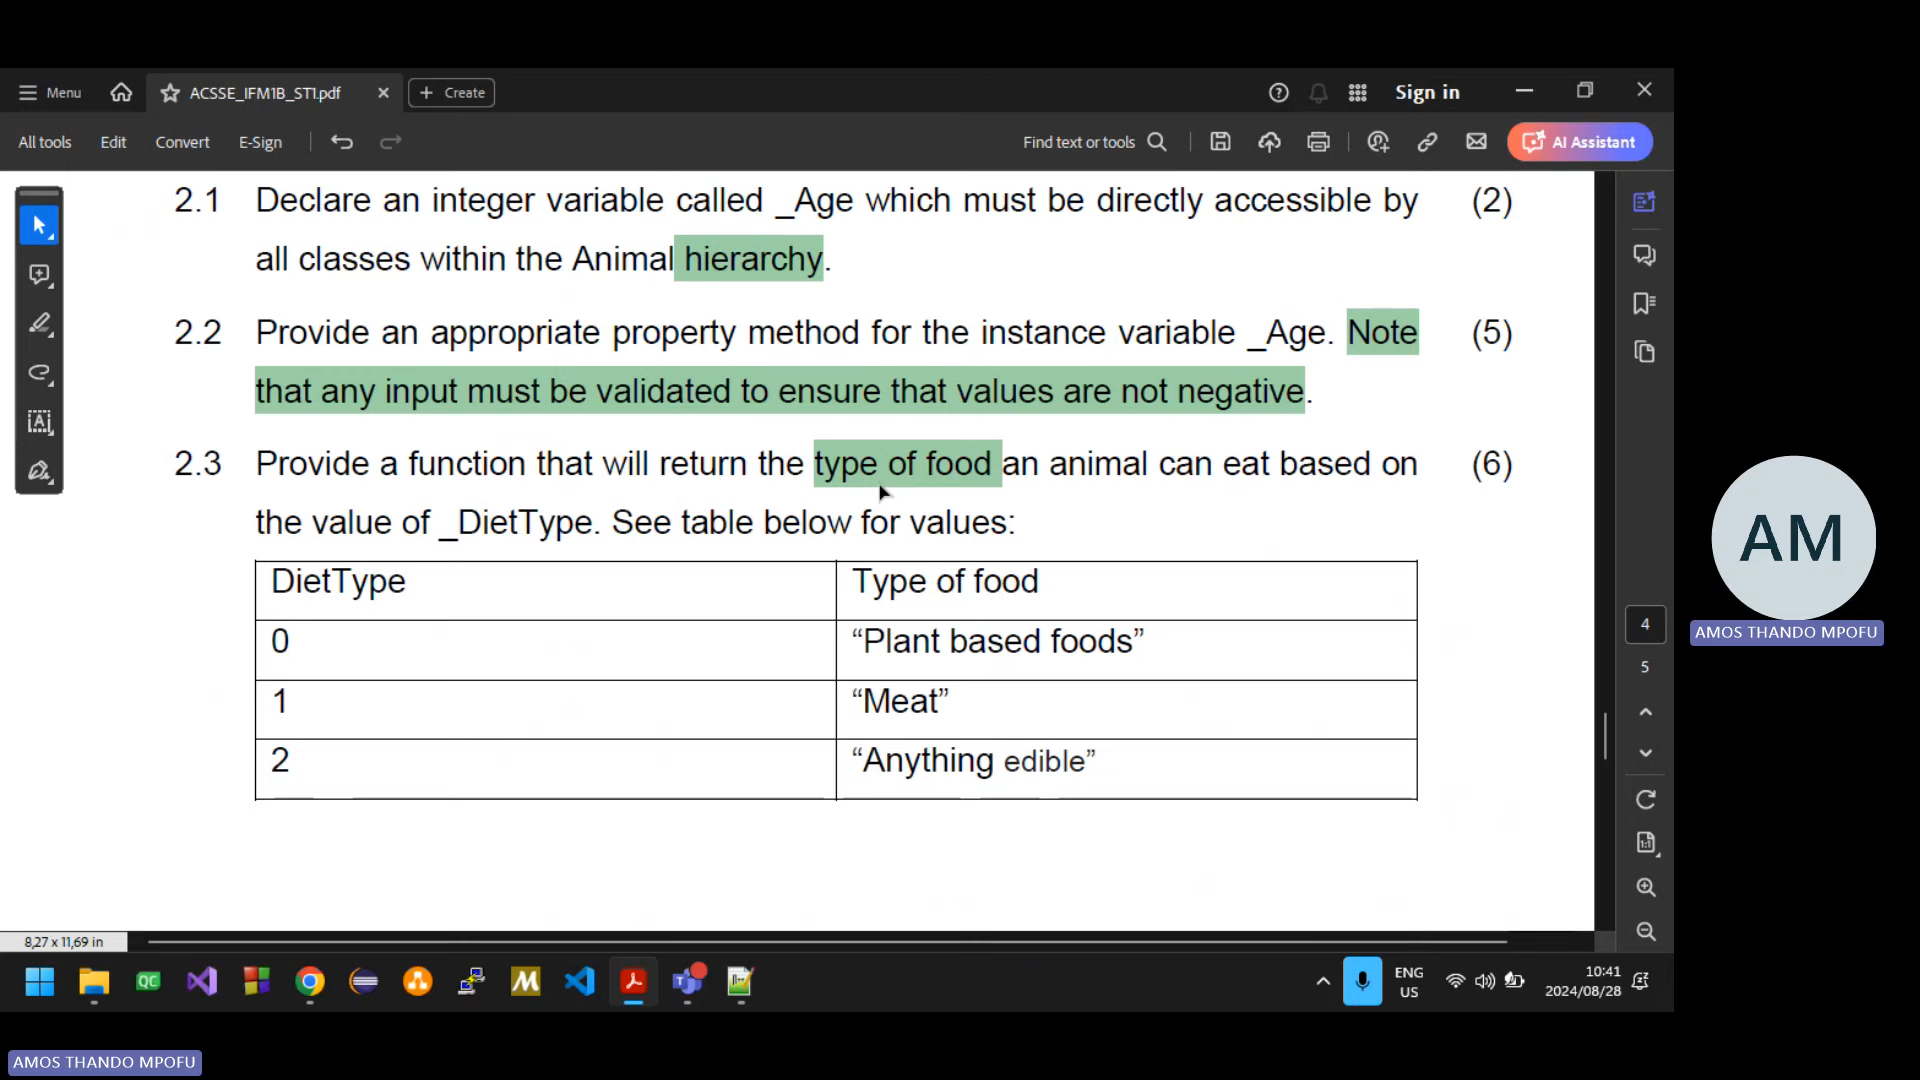 Menu
ACSSE_IFM1B_ST1.pdf
Create
Sign in
All tools
Edit
Convert
E-Sign
Find text or tools
AI Assistant
2.1 Declare an integer variable called _Age which must be directly accessible by (2)
all classes within the Animal hierarchy.
2.2 Provide an appropriate property method for the instance variable _Age. Note (5)
that any input must be validated to ensure that values are not negative.
2.3 Provide a function that will return the type of food an animal can eat based on (6)
the value of _DietType. See table below for values:
DietType Type of food
0 “Plant based foods”
1 “Meat”
2 “Anything edible”
4
5
1:1
8,27 x 11,69 in
QC
M
ENG
US
10:41
2024/08/28
AM
AMOS THANDO MPOFU
AMOS THANDO MPOFU